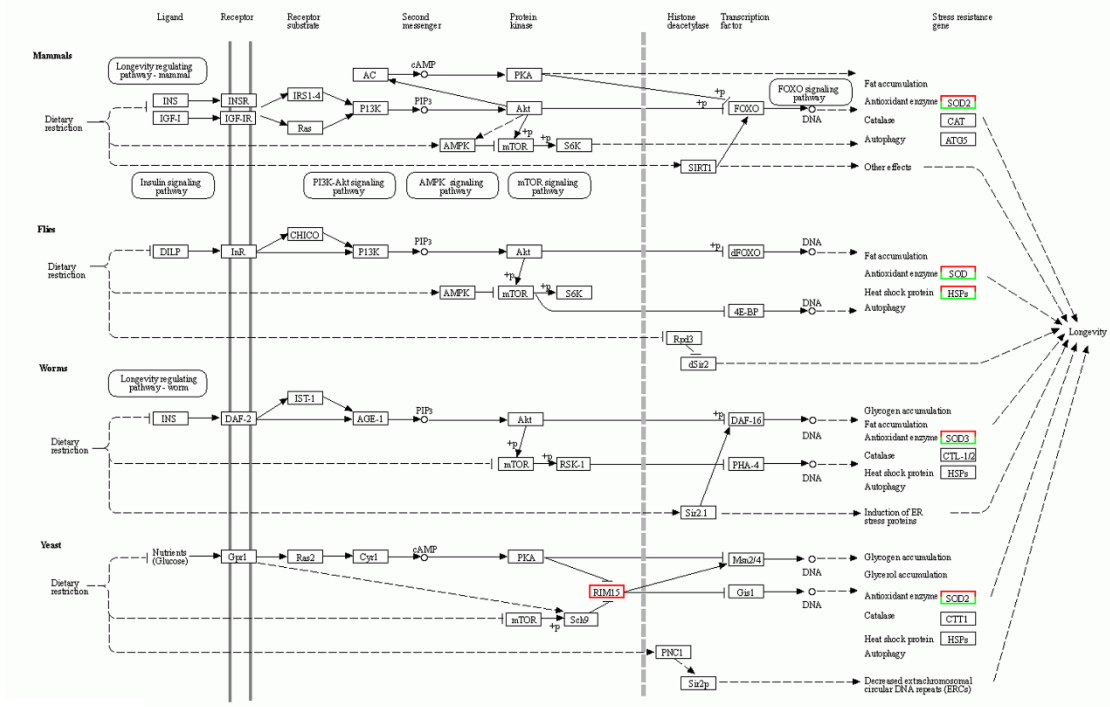 Ligand
Receptor
Receptor
substrate
Second
messenger
Protein
kinase
Histone
deacetylase
Transcription
factor
Stress resistance
gene
Mammals
Longevity regulating
pathway - mammal
AC
cAMP
PKA
INS
INSR
IRS1-4
IGF-I
IGF-IR
Ras
P13K
PIP3
Akt
+p
+p
FOXO
FOXO signaling
pathway
DNA
Fat accumulation
Antioxidant enzyme
SOD2
Catalase
CAT
Autophagy
ATG5
Other effects
Dietary
restriction
AMPK
mTOR
+p
+p
S6K
SIRT1
Insulin signaling
pathway
PI3K-Akt signaling
pathway
AMPK signaling
pathway
mTOR signaling
pathway
Flies
DILP
InR
CHICO
P13K
PIP3
Akt
+p
dFOXO
DNA
Fat accumulation
Antioxidant enzyme
SOD
Heat shock protein
HSPs
Autophagy
Dietary
restriction
AMPK
+p
mTOR
+p
S6K
4E-BP
DNA
Rpd3
dSir2
Longevity
Worms
Longevity regulating
pathway - worm
INS
DAF-2
IST-1
AGE-1
PIP3
Akt
+p
DAF-16
DNA
Glycogen accumulation
Fat accumulation
Antioxidant enzyme
SOD3
Catalase
CTL-1/2
Heat shock protein
HSPs
Autophagy
Dietary
restriction
+p
mTOR
+p
RSK-1
PHA-4
DNA
Sir2.1
Induction of ER
stress proteins
Yeast
Nutrients
(Glucose)
Gpr1
Ras2
Cyr1
cAMP
PKA
Msn2/4
DNA
Glycogen accumulation
Glycerol accumulation
Dietary
restriction
RIM15
Gis1
DNA
Antioxidant enzyme
SOD2
mTOR
+p
Sch9
Catalase
CTT1
Heat shock protein
HSPs
Autophagy
PNC1
Sir2p
Decreased extrachromosomal
circular DNA repeats (ERCs)